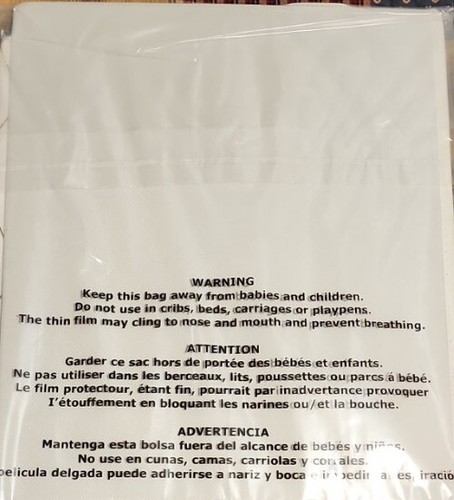 WARNING
Keep this bag away from babies and children.
Do not use in cribs, beds, carriages or playpens.
The thin film may cling to nose and mouth and prevent breathing.
ATTENTION
Garder ce sac hors de portée des bébés et enfants.
Ne pas utiliser dans les berceaux, lits, poussettes ou parcs á bébé.
Le film protectour, étant fin, pourrait par inadvertance provoquer
I'étouffement en bloquant les narines ou/et la bouche.
ADVERTENCIA
Mantenga esta bolsa fuera del alcance de bebés y niños.
No use en cunas, camas, carriolas y corrales.
película delgada puede adherirse a nariz y boca